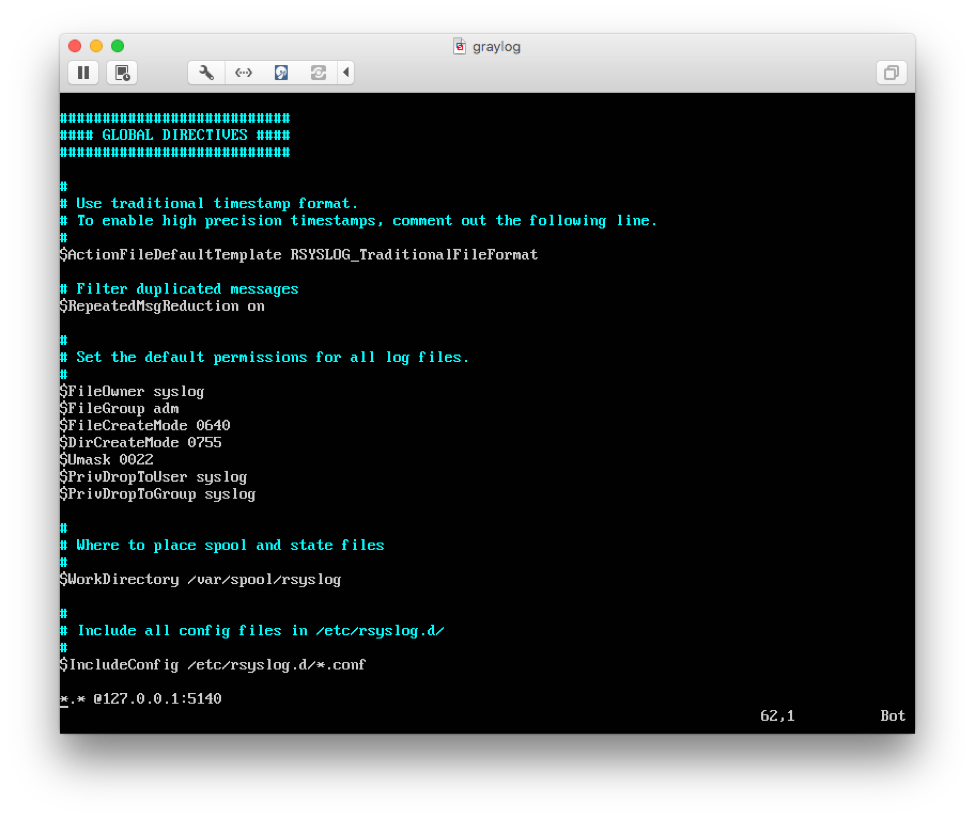 graylog
###########################
#### GLOBAL DIRECTIVES ####
###########################
#
# Use traditional timestamp format.
# To enable high precision timestamps, comment out the following line.
#
$ActionFileDefaultTemplate RSYSLOG_TraditionalFileFormat
# Filter duplicated messages
$RepeatedMsgReduction on
#
# Set the default permissions for all log files.
#
$FileOwner syslog
$FileGroup adm
$FileCreateMode 0640
$DirCreateMode 0755
$Umask 0022
$PrivDropToUser syslog
$PrivDropToGroup syslog
#
# Where to place spool and state files
#
$WorkDirectory /var/spool/rsyslog
#
# Include all config files in /etc/rsyslog.d/
#
$IncludeConfig /etc/rsyslog.d/*.conf
*.* @127.0.0.1:5140
62,1 Bot